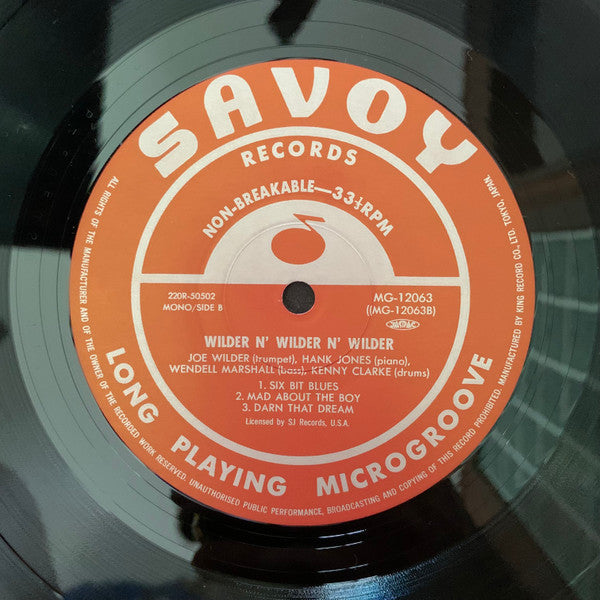 SAVOY
RECORDS
NON-BREAKABLE—33⅓RPM
220R-50502
MONO/SIDE B
MG-12063
((MG-12063B)
WILDER N' WILDER N' WILDER
JOE WILDER (trumpet), HANK JONES (piano),
WENDELL MARSHALL (bass), KENNY CLARKE (drums)
1. SIX BIT BLUES
2. MAD ABOUT THE BOY
3. DARN THAT DREAM
Licensed by SJ Records, U.S.A.
LONG PLAYING MICROGROOVE
ALL RIGHTS OF THE MANUFACTURER AND OF THE OWNER OF THE RECORDED WORK RESERVED. UNAUTHORISED PUBLIC PERFORMANCE, BROADCASTING AND COPYING OF THIS RECORD PROHIBITED. MANUFACTURED BY KING RECORD CO., LTD. TOKYO, JAPAN.